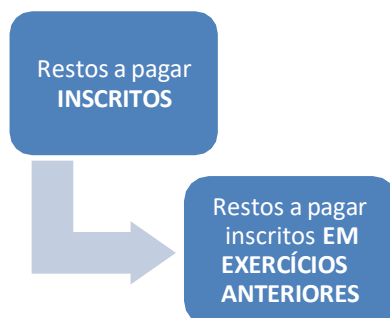 Restos a pagar
INSCRITOS
Restos a pagar
inscritos EM
EXERCÍCIOS
ANTERIORES